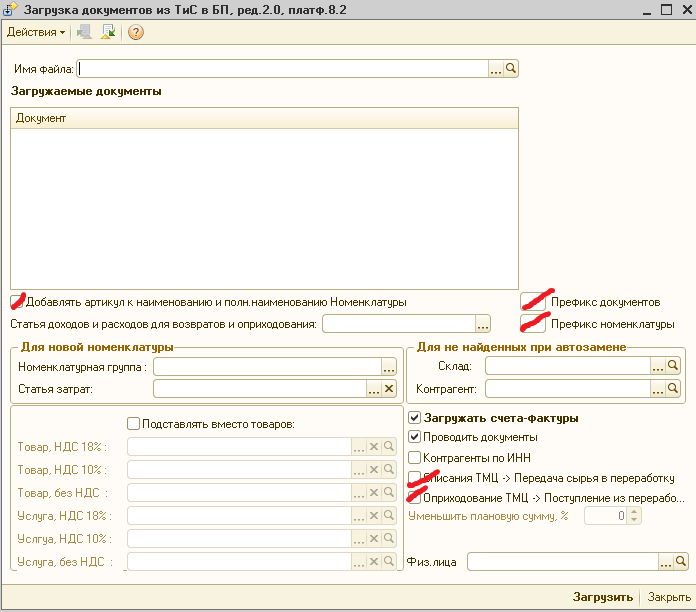 Загрузка документов из ТиС в БП, ред.2.0, платф.8.2
Действия
Имя файла:
Загружаемые документы
Документ
Добавлять артикул к наименованию и полн.наименованию Номенклатуры
Префикс документов
Статья доходов и расходов для возвратов и оприходования:
Префикс номенклатуры
Для новой номенклатуры
Номенклатурная группа :
Статья затрат:
Для не найденных при автозамене
Склад:
Контрагент:
Подставлять вместо товаров:
Товар, НДС 18% :
Товар, НДС 10% :
Товар, без НДС :
Услуга, НДС 18% :
Услуга, НДС 10% :
Услуга, без НДС :
Загружать счета-фактуры
Проводить документы
Контрагенты по ИНН
Списания ТМЦ -> Передача сырья в переработку
Оприходование ТМЦ -> Поступление из перерабо...
Уменьшить плановую сумму, % 0
Физ.лица
Загрузить Закрыть